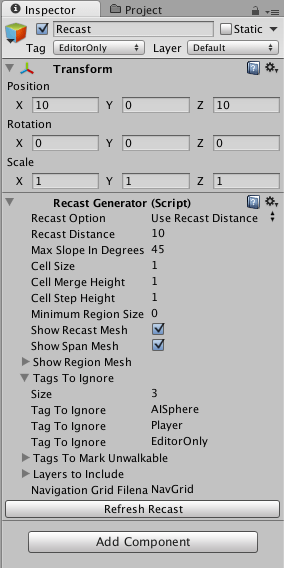 Inspector Project
Recast Static
Tag EditorOnly Layer Default
Transform
Position
X 10 Y 0 Z 10
Rotation
X 0 Y 0 Z 0
Scale
X 1 Y 1 Z 1
Recast Generator (Script)
Recast Option Use Recast Distance
Recast Distance 10
Max Slope In Degrees 45
Cell Size 1
Cell Merge Height 1
Cell Step Height 1
Minimum Region Size 0
Show Recast Mesh
Show Span Mesh
Show Region Mesh
Tags To Ignore
Size 3
Tag To Ignore AISphere
Tag To Ignore Player
Tag To Ignore EditorOnly
Tags To Mark Unwalkable
Layers to Include
Navigation Grid Filena NavGrid
Refresh Recast
Add Component